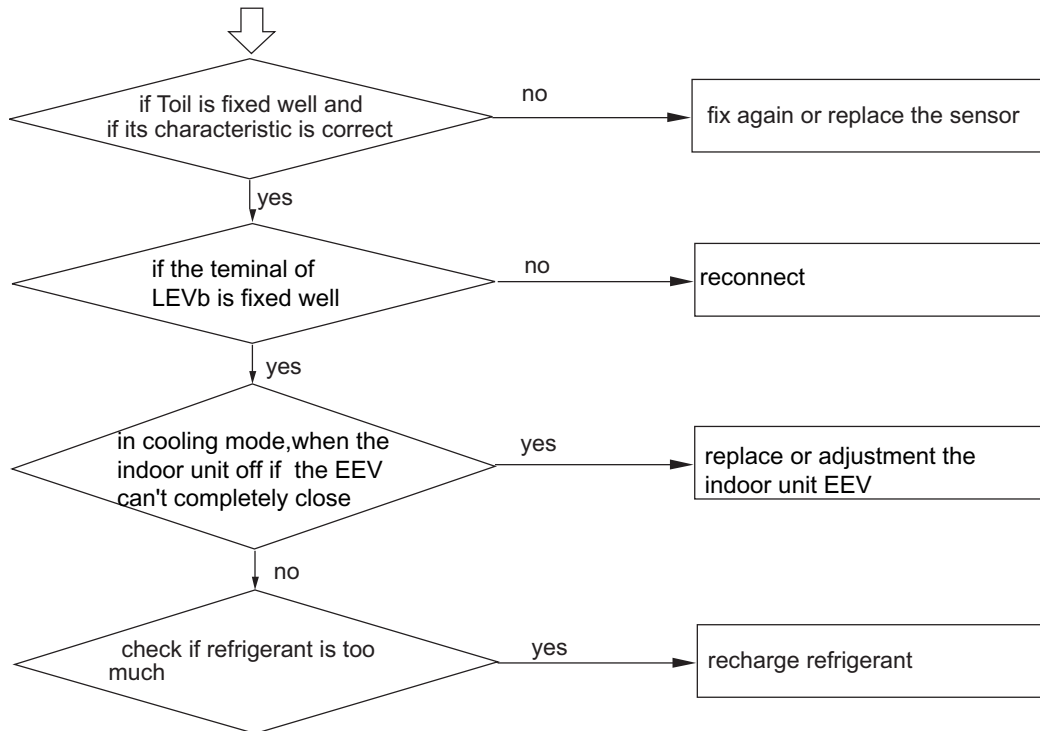 if Toil is fixed well and
if its characteristic is correct
no
fix again or replace the sensor
yes
if the teminal of
LEVb is fixed well
no
reconnect
yes
in cooling mode,when the
indoor unit off if  the EEV
can't completely close
yes
replace or adjustment the
indoor unit EEV
no
check if refrigerant is too
much
yes
recharge refrigerant